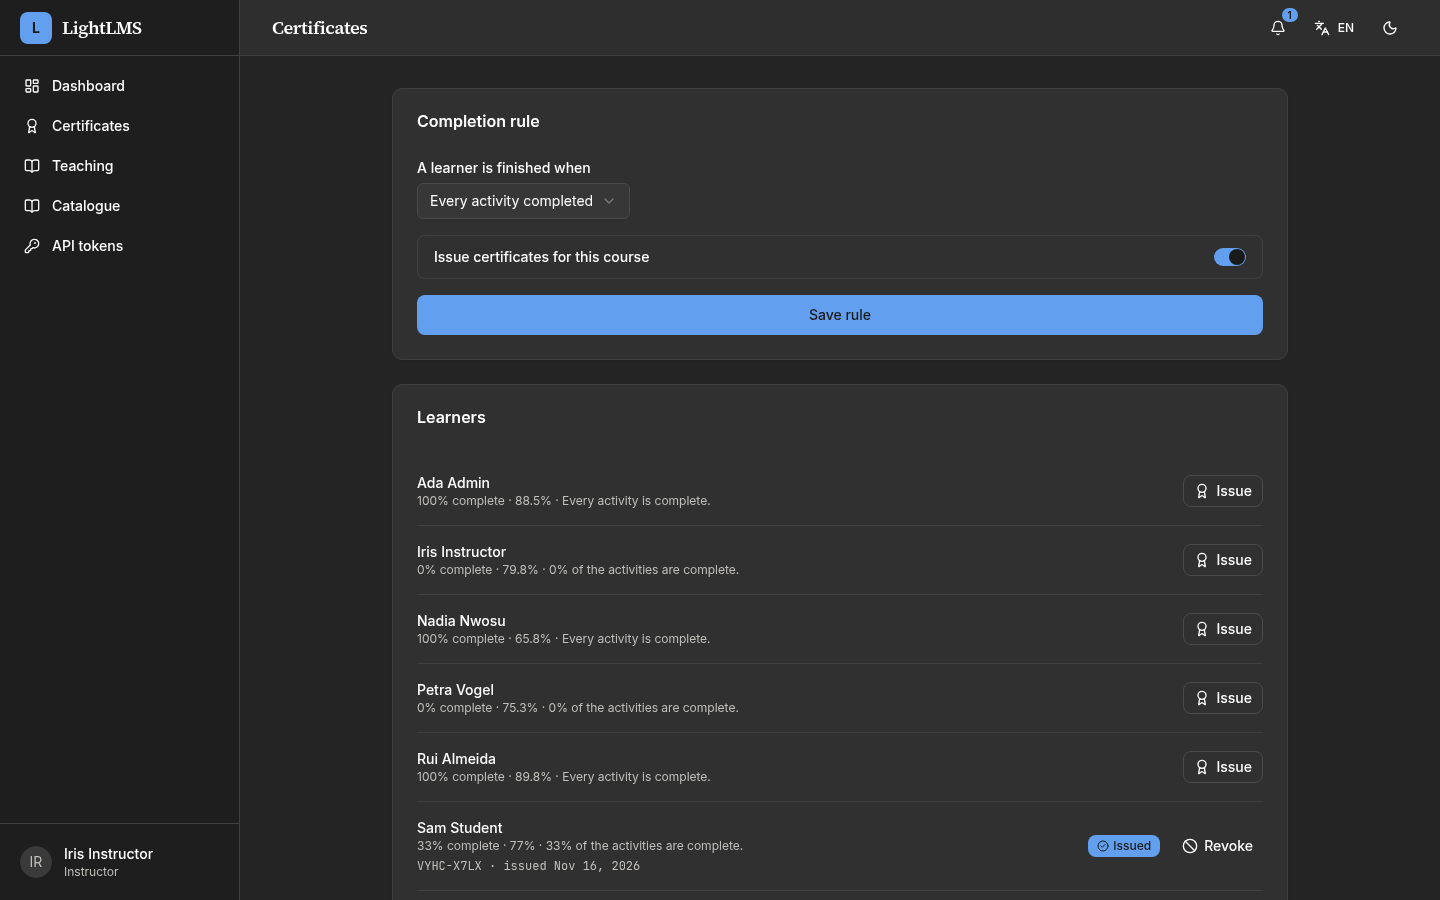 L LightLMS
Certificates
1
EN
Dashboard
Certificates
Teaching
Catalogue
API tokens
Completion rule
A learner is finished when
Every activity completed
Issue certificates for this course
Save rule
Learners
Ada Admin
100% complete · 88.5% · Every activity is complete.
Issue
Iris Instructor
0% complete · 79.8% · 0% of the activities are complete.
Issue
Nadia Nwosu
100% complete · 65.8% · Every activity is complete.
Issue
Petra Vogel
0% complete · 75.3% · 0% of the activities are complete.
Issue
Rui Almeida
100% complete · 89.8% · Every activity is complete.
Issue
Sam Student
33% complete · 77% · 33% of the activities are complete.
VYHC-X7LX · issued Nov 16, 2026
Issued
Revoke
IR
Iris Instructor
Instructor